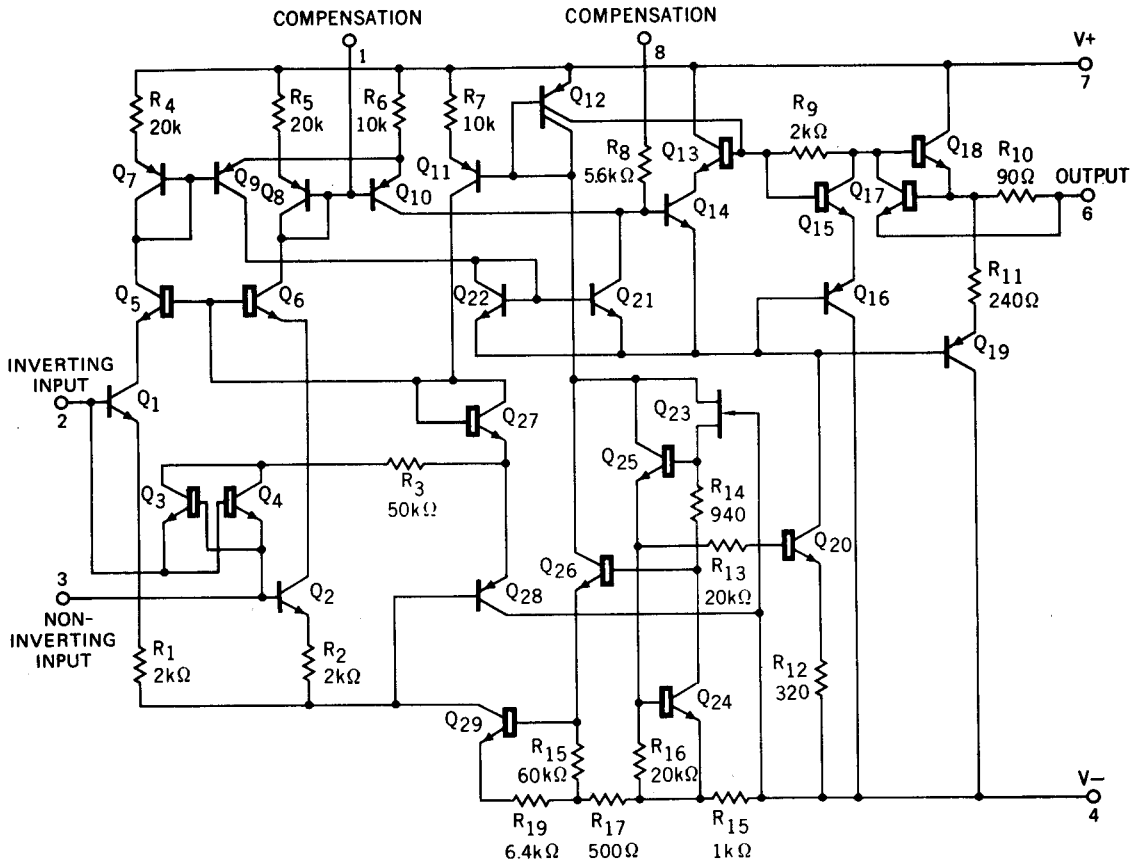 COMPENSATION
1
COMPENSATION
8
V+
7
R4
20k
R5
20k
R6
10k
R7
10k
Q12
R8
5.6kΩ
Q13
R9
2kΩ
Q18
R10
90Ω
OUTPUT
6
Q7
Q9
Q8
Q10
Q11
Q14
Q15
Q17
Q5
Q6
Q22
Q21
Q16
R11
240Ω
Q19
INVERTING
INPUT
2
Q1
Q27
Q23
Q3
Q4
R3
50kΩ
Q25
R14
940
3
NON-
INVERTING
INPUT
Q2
Q28
Q26
R13
20kΩ
Q20
R1
2kΩ
R2
2kΩ
R12
320
Q29
R15
60kΩ
R16
20kΩ
Q24
R19
6.4kΩ
R17
500Ω
R15
1kΩ
V−
4